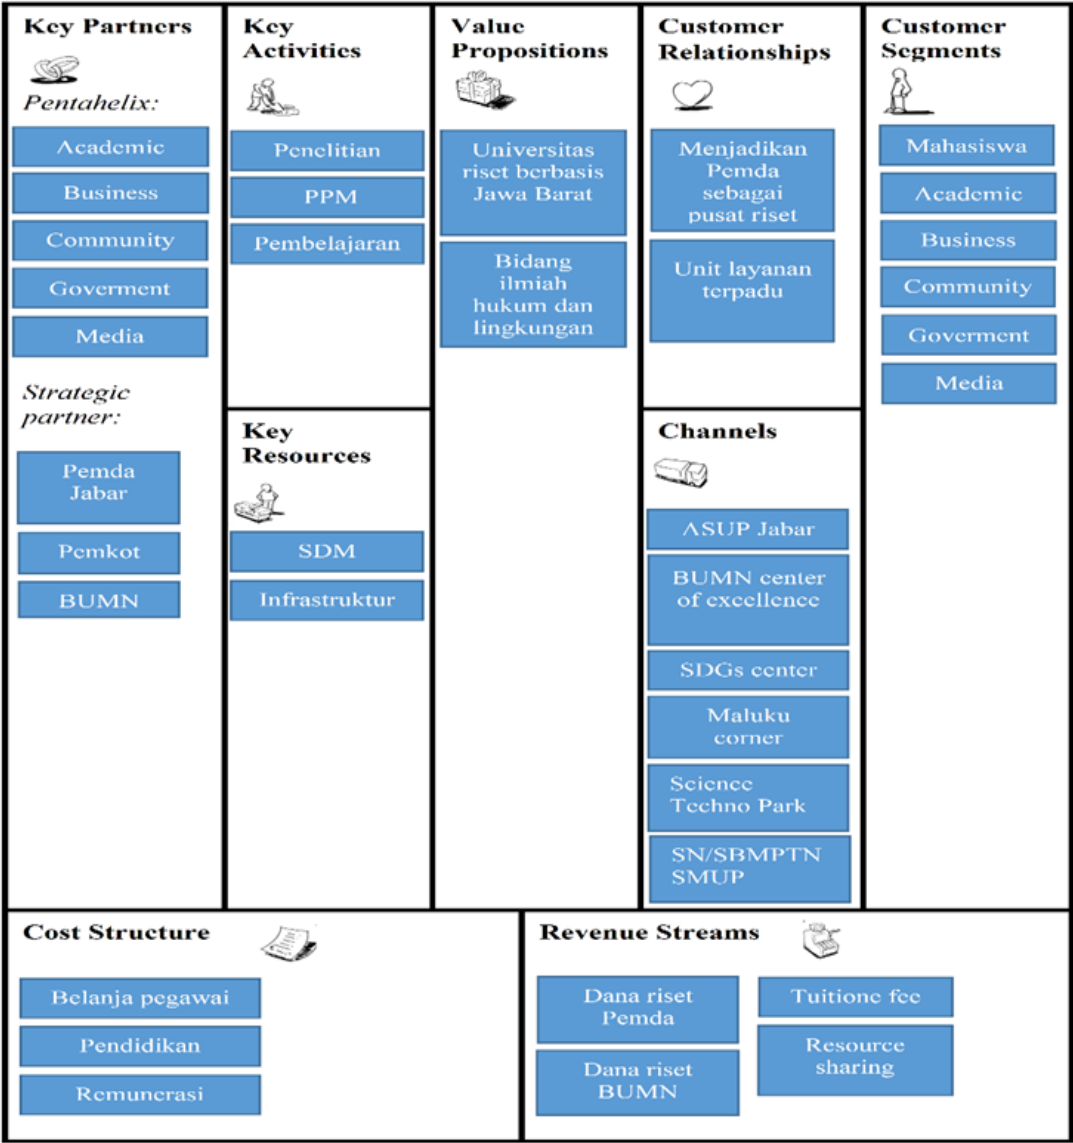 Key Partners
Pentahelix:
Academic
Business
Community
Goverment
Media
Strategic
partner:
Pemda
Jabar
Pemkot
BUMN
Key
Activities
Penelitian
PPM
Pembelajaran
Key
Resources
SDM
Infrastruktur
Value
Propositions
Universitas
riset berbasis
Jawa Barat
Bidang
ilmiah
hukum dan
lingkungan
Customer
Relationships
Menjadikan
Pemda
sebagai
pusat riset
Unit layanan
terpadu
Channels
ASUP Jabar
BUMN center
of excellence
SDGs center
Maluku
corner
Science
Techno Park
SN/SBMPTN
SMUP
Customer
Segments
Mahasiswa
Academic
Business
Community
Goverment
Media
Cost Structure
Belanja pegawai
Pendidikan
Remunerasi
Revenue Streams
Dana riset
Pemda
Dana riset
BUMN
Tuitione fee
Resource
sharing